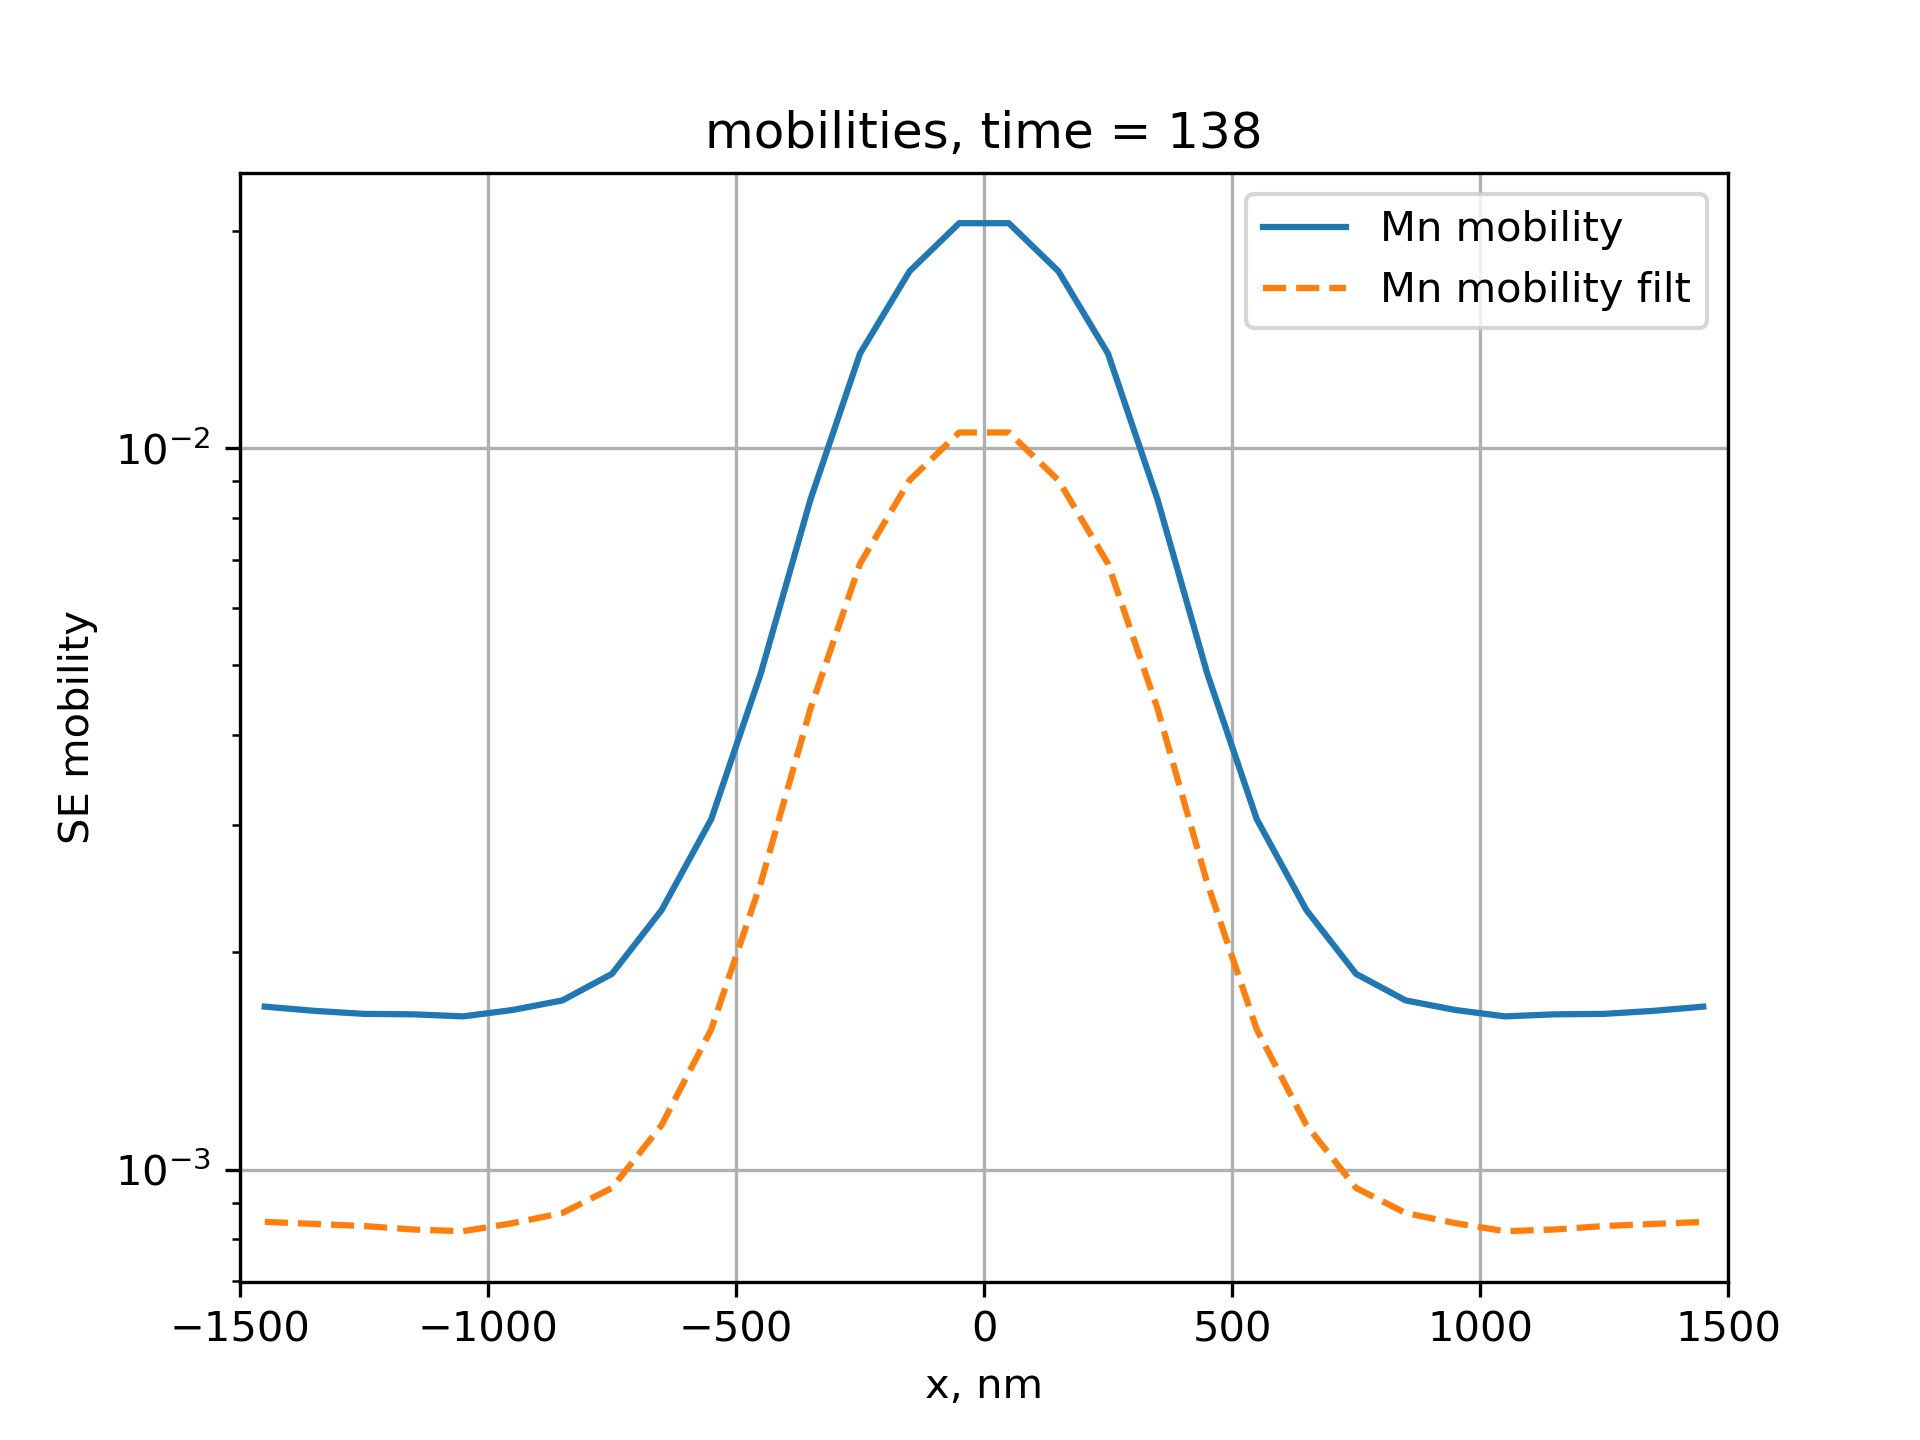 mobilities, time = 138
Mn mobility
Mn mobility filt
SE mobility
10⁻²
10⁻³
−1500 −1000 −500 0 500 1000 1500
x, nm